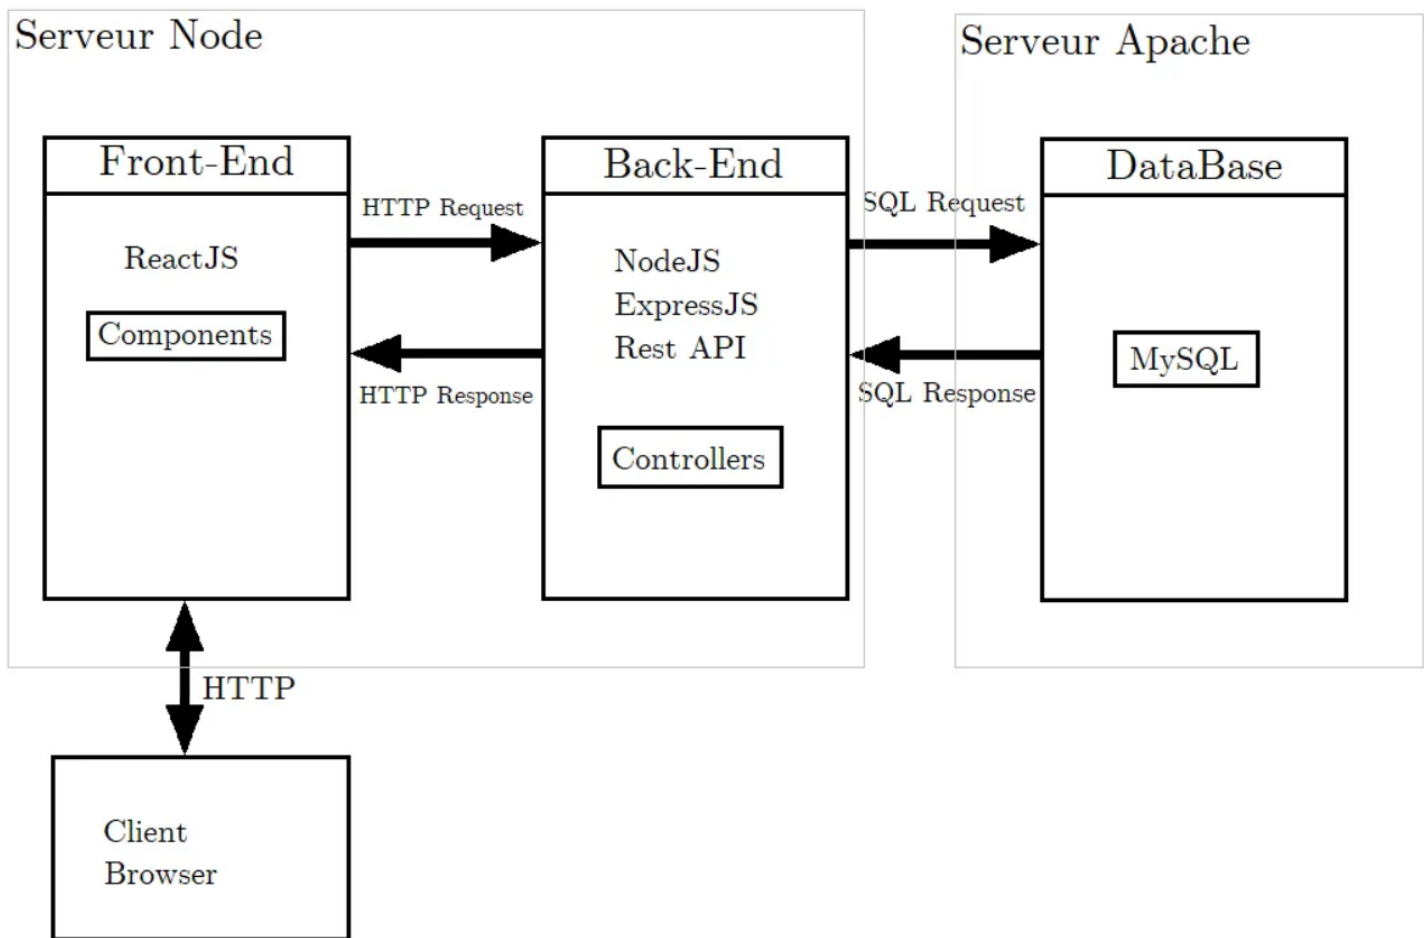 Serveur Node
Serveur Apache
Front-End
Back-End
DataBase
HTTP Request
SQL Request
ReactJS
NodeJS
ExpressJS
Rest API
Components
MySQL
HTTP Response
SQL Response
Controllers
HTTP
Client
Browser